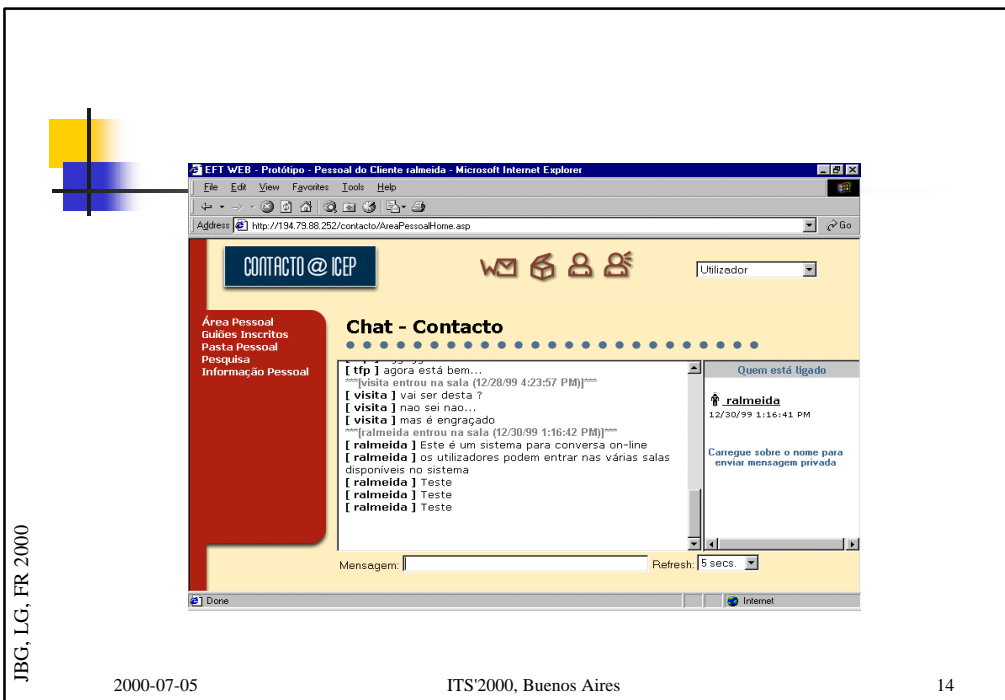 EFT WEB - Protótipo - Pessoal do Cliente ralmeida - Microsoft Internet Explorer
File Edit View Favorites Tools Help
Address http://194.79.88.252/contacto/AreaPessoalHome.asp Go
CONTACTO @ ICEP
Utilizador
Área Pessoal
Guiões Inscritos
Pasta Pessoal
Pesquisa
Informação Pessoal
Chat - Contacto
[ tfp ] agora está bem...
***[visita entrou na sala (12/28/99 4:23:57 PM)]***
[ visita ] vai ser desta ?
[ visita ] nao sei nao...
[ visita ] mas é engraçado
***[ralmeida entrou na sala (12/30/99 1:16:42 PM)]***
[ ralmeida ] Este é um sistema para conversa on-line
[ ralmeida ] os utilizadores podem entrar nas várias salas
disponíveis no sistema
[ ralmeida ] Teste
[ ralmeida ] Teste
[ ralmeida ] Teste
Quem está ligado
ralmeida
12/30/99 1:16:41 PM
Carregue sobre o nome para
enviar mensagem privada
Mensagem:
Refresh: 5 secs.
Done
Internet
JBG, LG, FR 2000
2000-07-05
ITS'2000, Buenos Aires
14